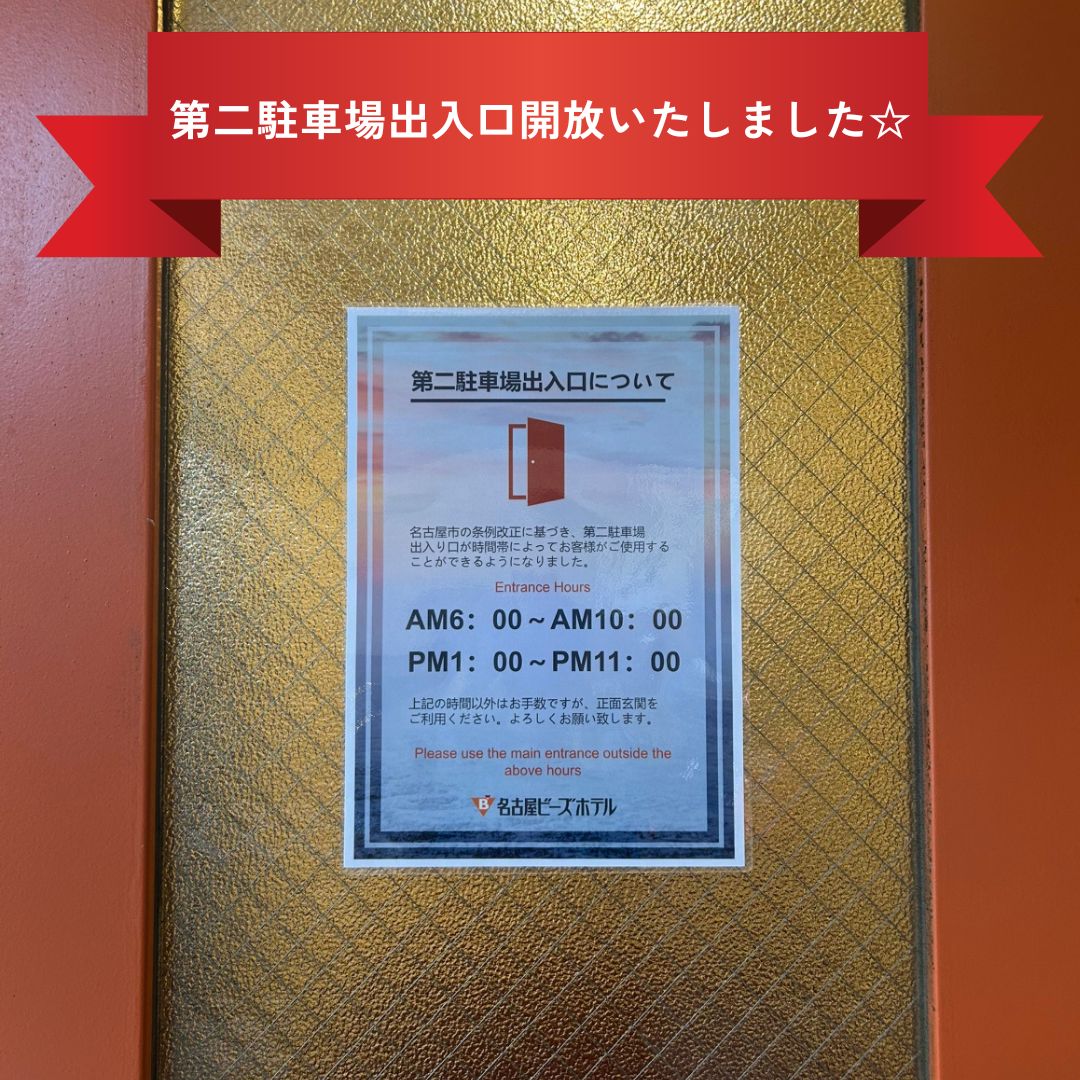 第二駐車場出入口開放いたしました☆
第二駐車場出入口について
名古屋市の条例改正に基づき、第二駐車場
出入り口が時間帯によってお客様がご使用する
ことができるようになりました。
Entrance Hours
AM6：00～AM10：00
PM1：00～PM11：00
上記の時間以外はお手数ですが、正面玄関を
ご利用ください。よろしくお願い致します。
Please use the main entrance outside the
above hours
B 名古屋ビーズホテル